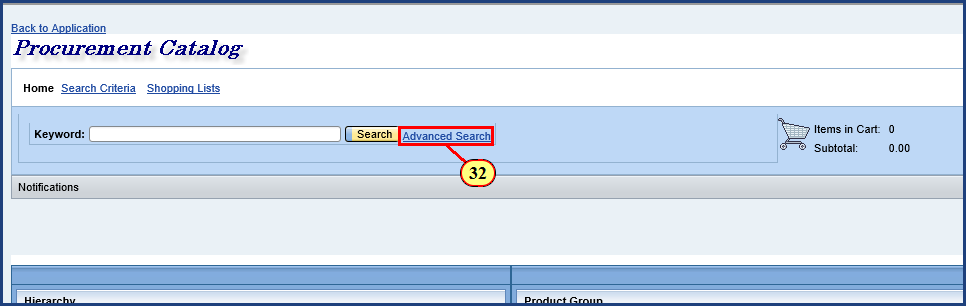 Back to Application
Procurement Catalog
Home Search Criteria Shopping Lists
Keyword: Search Advanced Search
Items in Cart: 0
Subtotal: 0.00
32
Notifications
Hierarchy Product Group